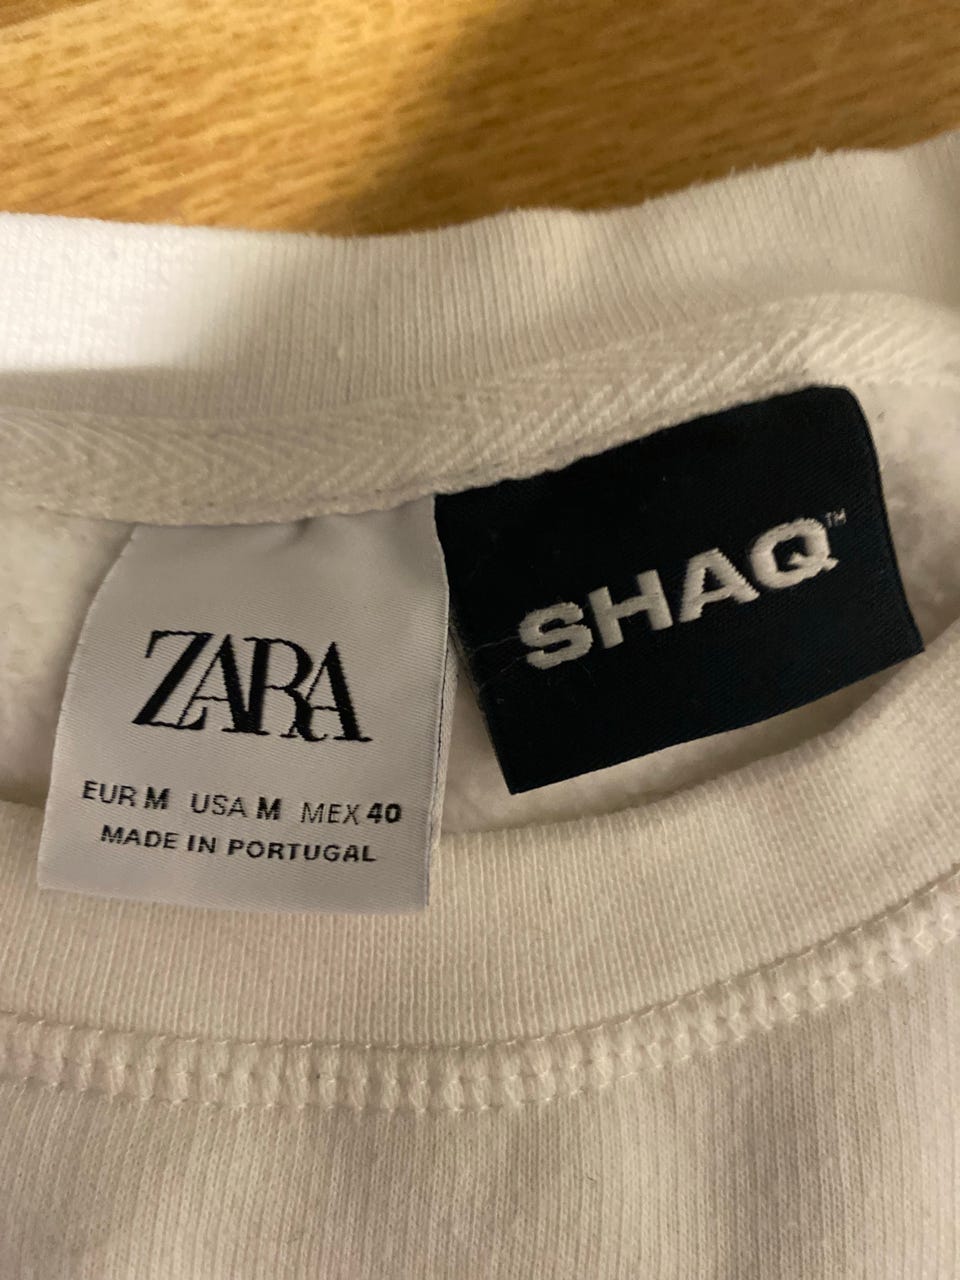 ZARA
EUR M USA M MEX 40
MADE IN PORTUGAL
SHAQ™